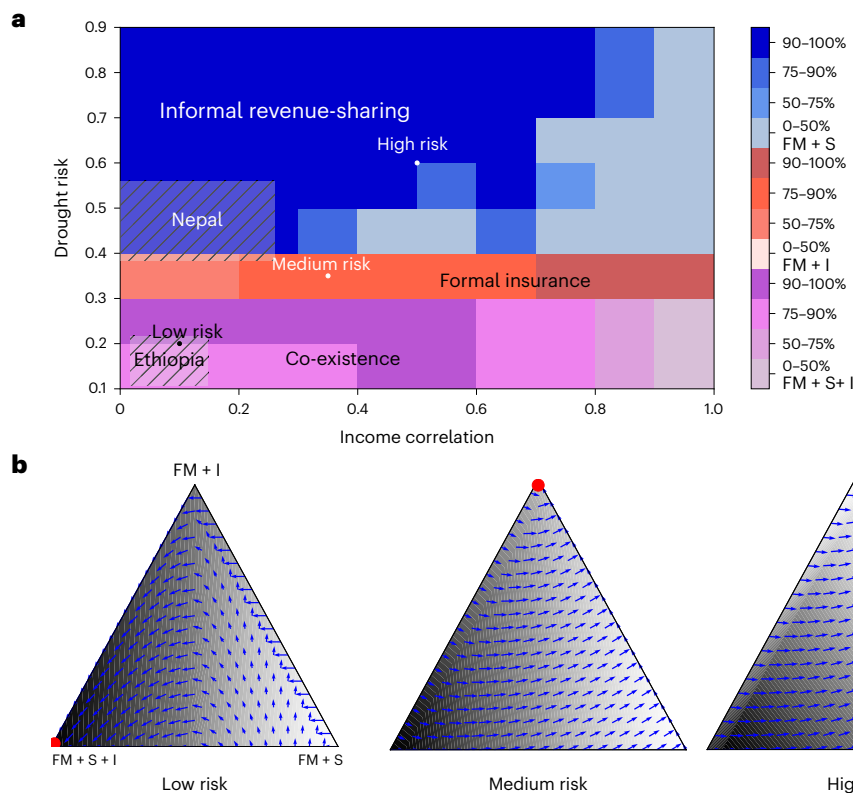 a
0.9
0.8
0.7
0.6
0.5
0.4
0.3
0.2
0.1
Drought risk
Informal revenue-sharing
High risk
Nepal
Medium risk
Formal insurance
Low risk
Ethiopia
Co-existence
0
0.2
0.4
0.6
0.8
1.0
Income correlation
90–100%
75–90%
50–75%
0–50%
FM + S
90–100%
75–90%
50–75%
0–50%
FM + I
90–100%
75–90%
50–75%
0–50%
FM + S+ I
b
FM + I
FM + S + I
FM + S
Low risk
Medium risk
Hig